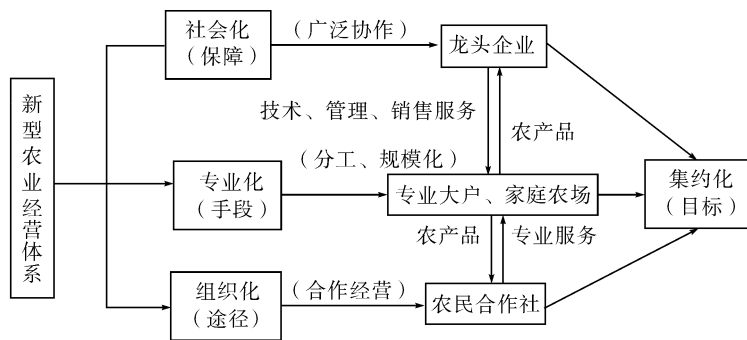 新型农业经营体系
社会化
（保障）
（广泛协作）
龙头企业
技术、管理、销售服务
农产品
专业化
（手段）
（分工、规模化）
专业大户、家庭农场
集约化
（目标）
农产品
专业服务
组织化
（途径）
（合作经营）
农民合作社